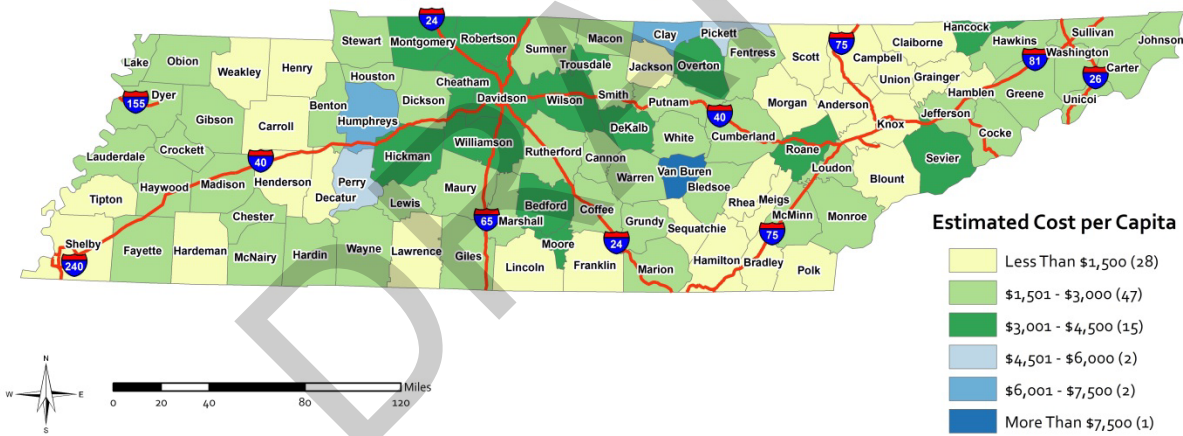 24
Stewart
Montgomery
Robertson
Sumner
Macon
Clay
Pickett
Fentress
Trousdale
Jackson
Overton
Scott
75
Campbell
Claiborne
Hancock
Hawkins
Sullivan
Johnson
Washington
81
26
Carter
Unicoi
Greene
Hamblen
Grainger
Union
Lake
Obion
Weakley
Henry
Houston
155
Dyer
Gibson
Carroll
Benton
Humphreys
Dickson
Cheatham
Davidson
Wilson
Smith
Putnam
40
Cumberland
Morgan
Anderson
Knox
Jefferson
Cocke
Sevier
Lauderdale
Crockett
40
Hickman
Williamson
Rutherford
DeKalb
Cannon
White
Warren
Van Buren
Bledsoe
Roane
Loudon
Blount
Tipton
Haywood
Madison
Henderson
Decatur
Perry
Lewis
Maury
Bedford
Coffee
Grundy
Rhea
Meigs
McMinn
Monroe
Shelby
240
Fayette
Hardeman
Chester
McNairy
Hardin
Wayne
Lawrence
Giles
65
Marshall
Moore
Lincoln
Franklin
24
Marion
Sequatchie
Hamilton
Bradley
75
Polk
DRAFT
Estimated Cost per Capita
Less Than $1,500 (28)
$1,501 - $3,000 (47)
$3,001 - $4,500 (15)
$4,501 - $6,000 (2)
$6,001 - $7,500 (2)
More Than $7,500 (1)
N
W
E
S
Miles
0 20 40 80 120